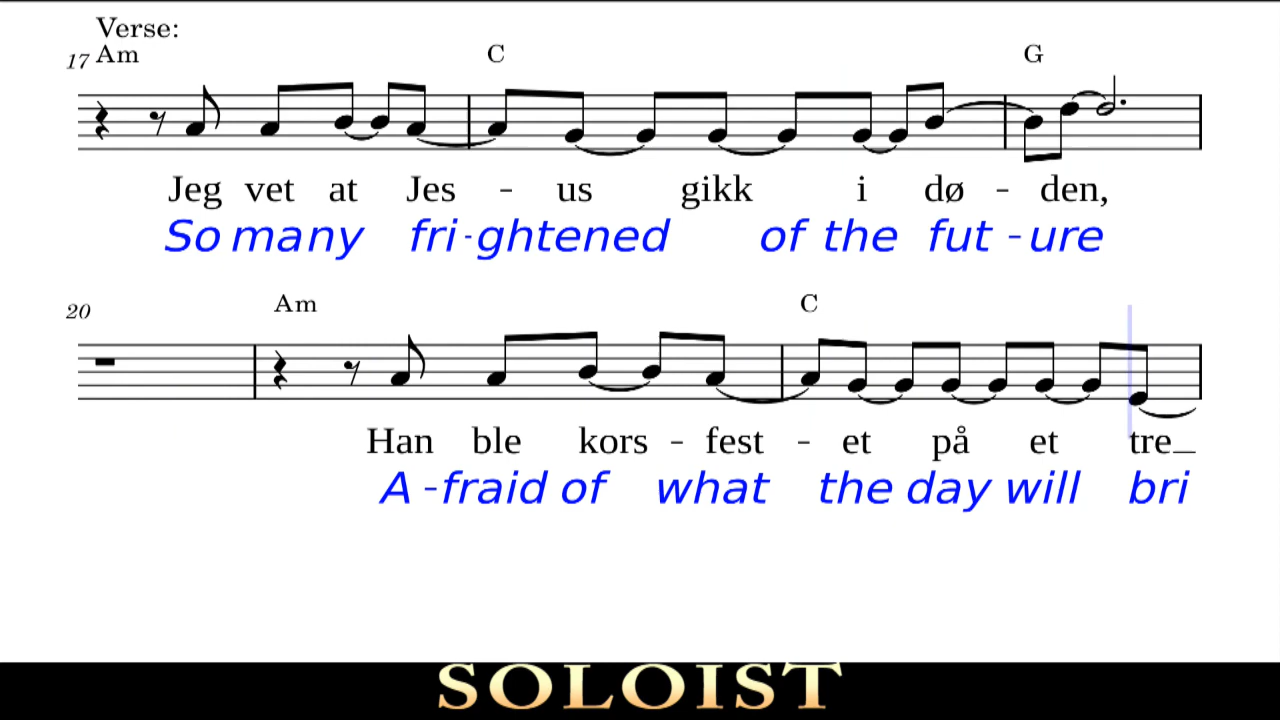 Verse:
17 Am C G
Jeg vet at Jes - us gikk i dø - den,
So many fri-ghtened of the fut -ure
20 Am C
Han ble kors - fest - et på et tre_
A -fraid of what the day will bri
SOLOIST